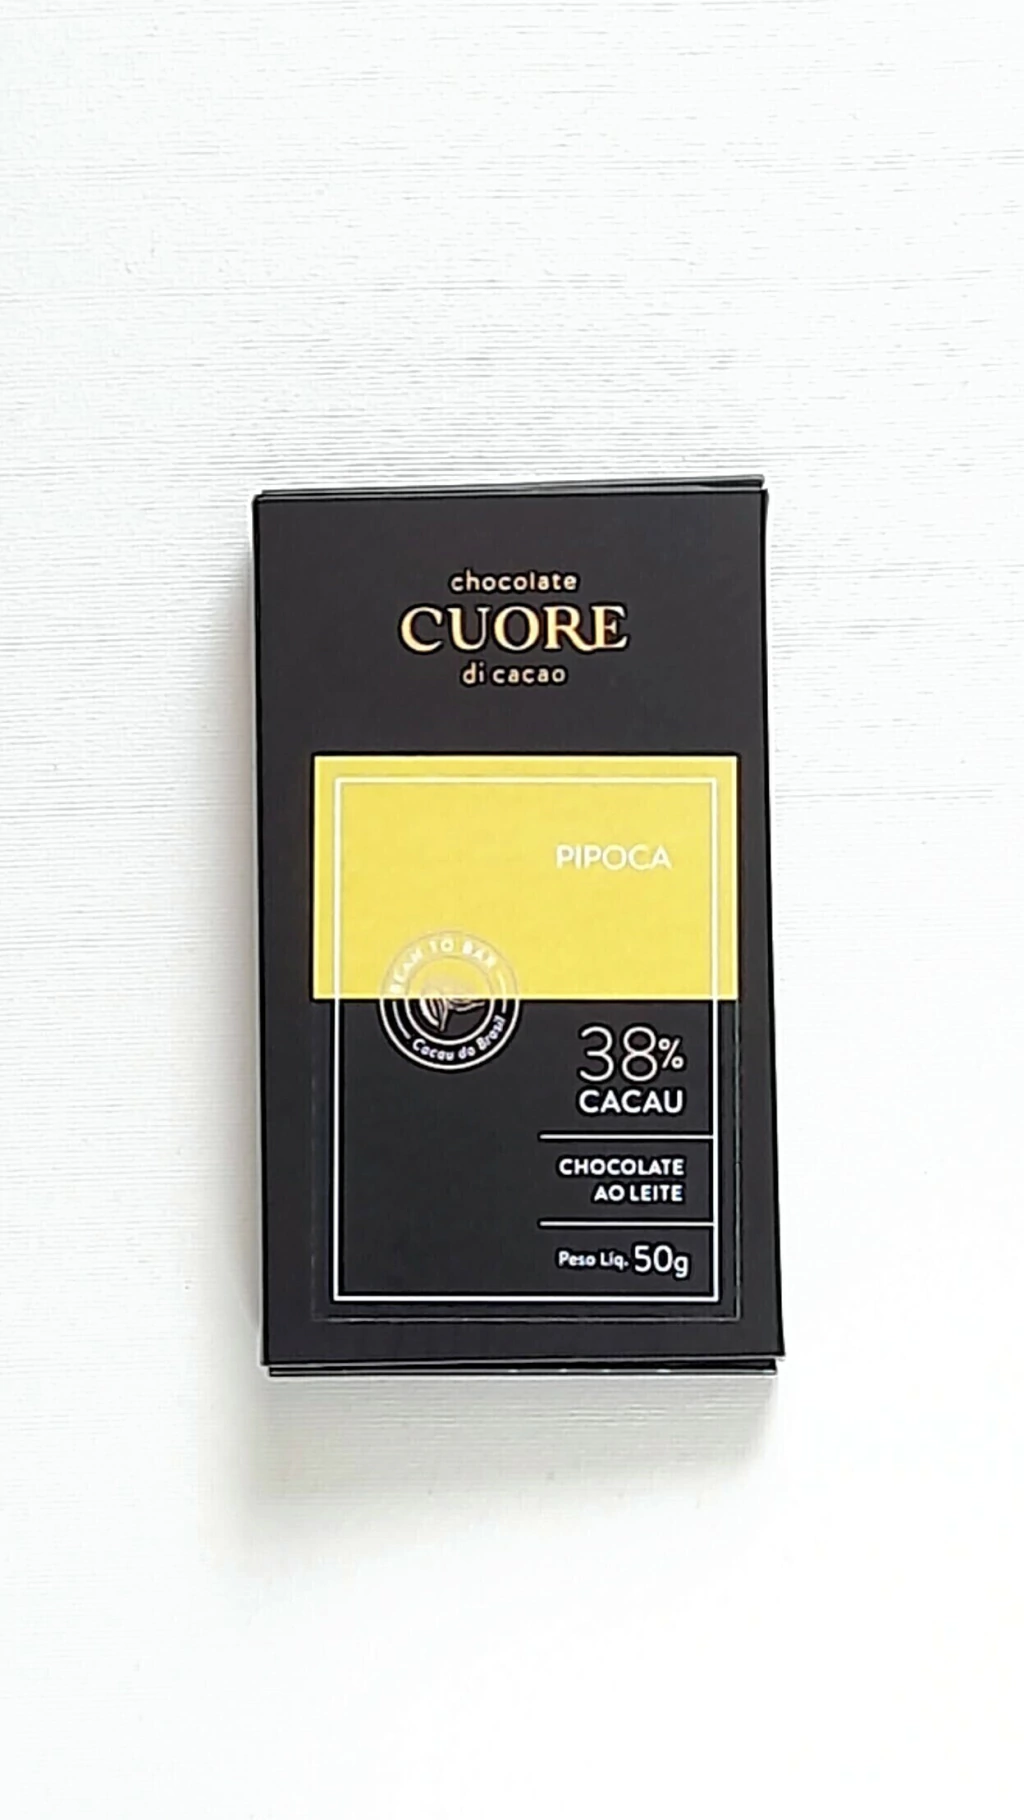 chocolate
CUORE
di cacao
PIPOCA
BEAN TO BAR
Cacau do Brasil
38%
CACAU
CHOCOLATE
AO LEITE
Peso Líq. 50g